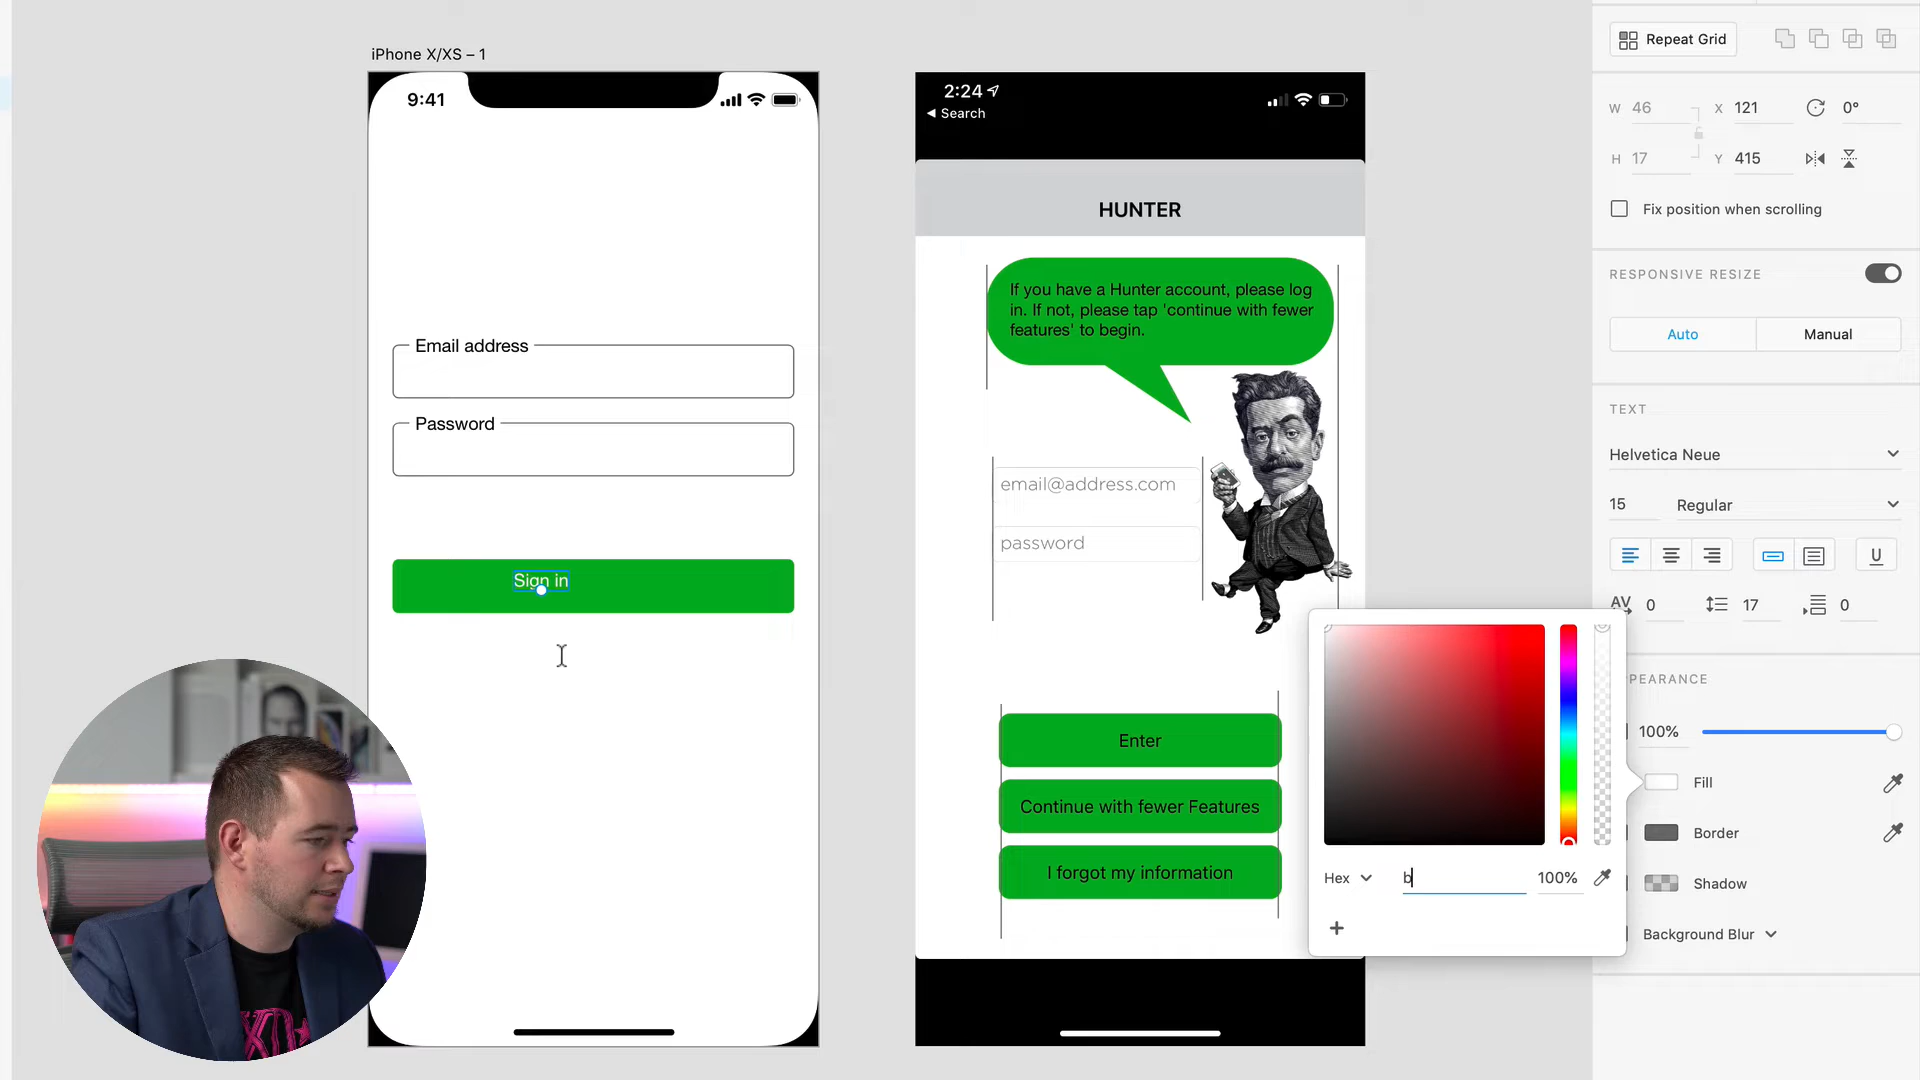 iPhone X/XS – 1
9:41
Email address
Password
Sign in
2:24
◀ Search
HUNTER
If you have a Hunter account, please log
in. If not, please tap 'continue with fewer
features' to begin.
email@address.com
password
Enter
Continue with fewer Features
I forgot my information
Repeat Grid
W 46 X 121 0°
H 17 Y 415
Fix position when scrolling
RESPONSIVE RESIZE
Auto Manual
TEXT
Helvetica Neue
15 Regular
U
AV 0 17 0
PEARANCE
100%
Fill
Border
Shadow
Background Blur
Hex b 100%
+